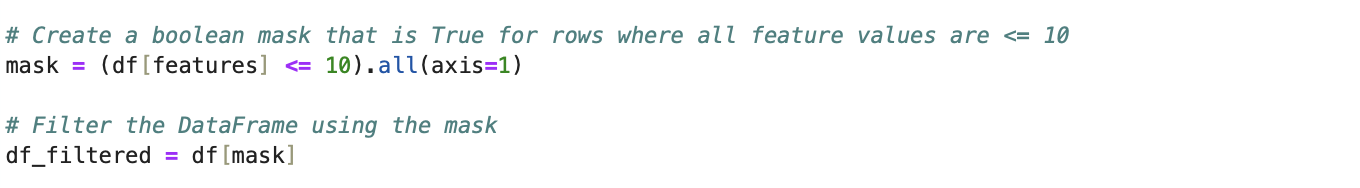 # Create a boolean mask that is True for rows where all feature values are <= 10
mask = (df[features] <= 10).all(axis=1)
# Filter the DataFrame using the mask
df_filtered = df[mask]